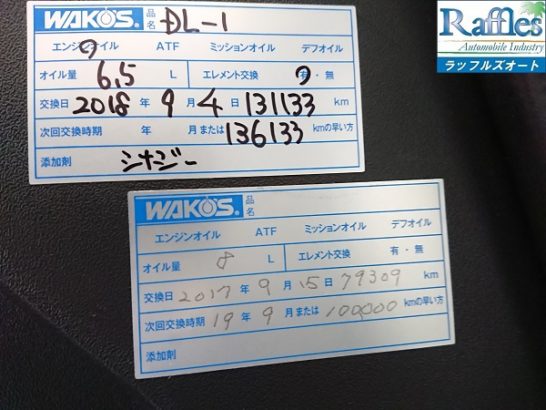 Raffles
Automobile Industry
ラッフルズオート
WAKO'S. 品名 DL-1
エンジンオイル ATF ミッションオイル デフオイル
オイル量 6,5 L エレメント交換 有・無
交換日 2018 年 9 月 4 日 131133 km
次回交換時期 年 月または 136133 kmの早い方
添加剤 シナジー
WAKO'S. 品名
エンジンオイル ATF ミッションオイル デフオイル
オイル量 8 L エレメント交換 有・無
交換日 2017 年 9 月 15 日 79309 km
次回交換時期 19 年 9 月または 100000 kmの早い方
添加剤